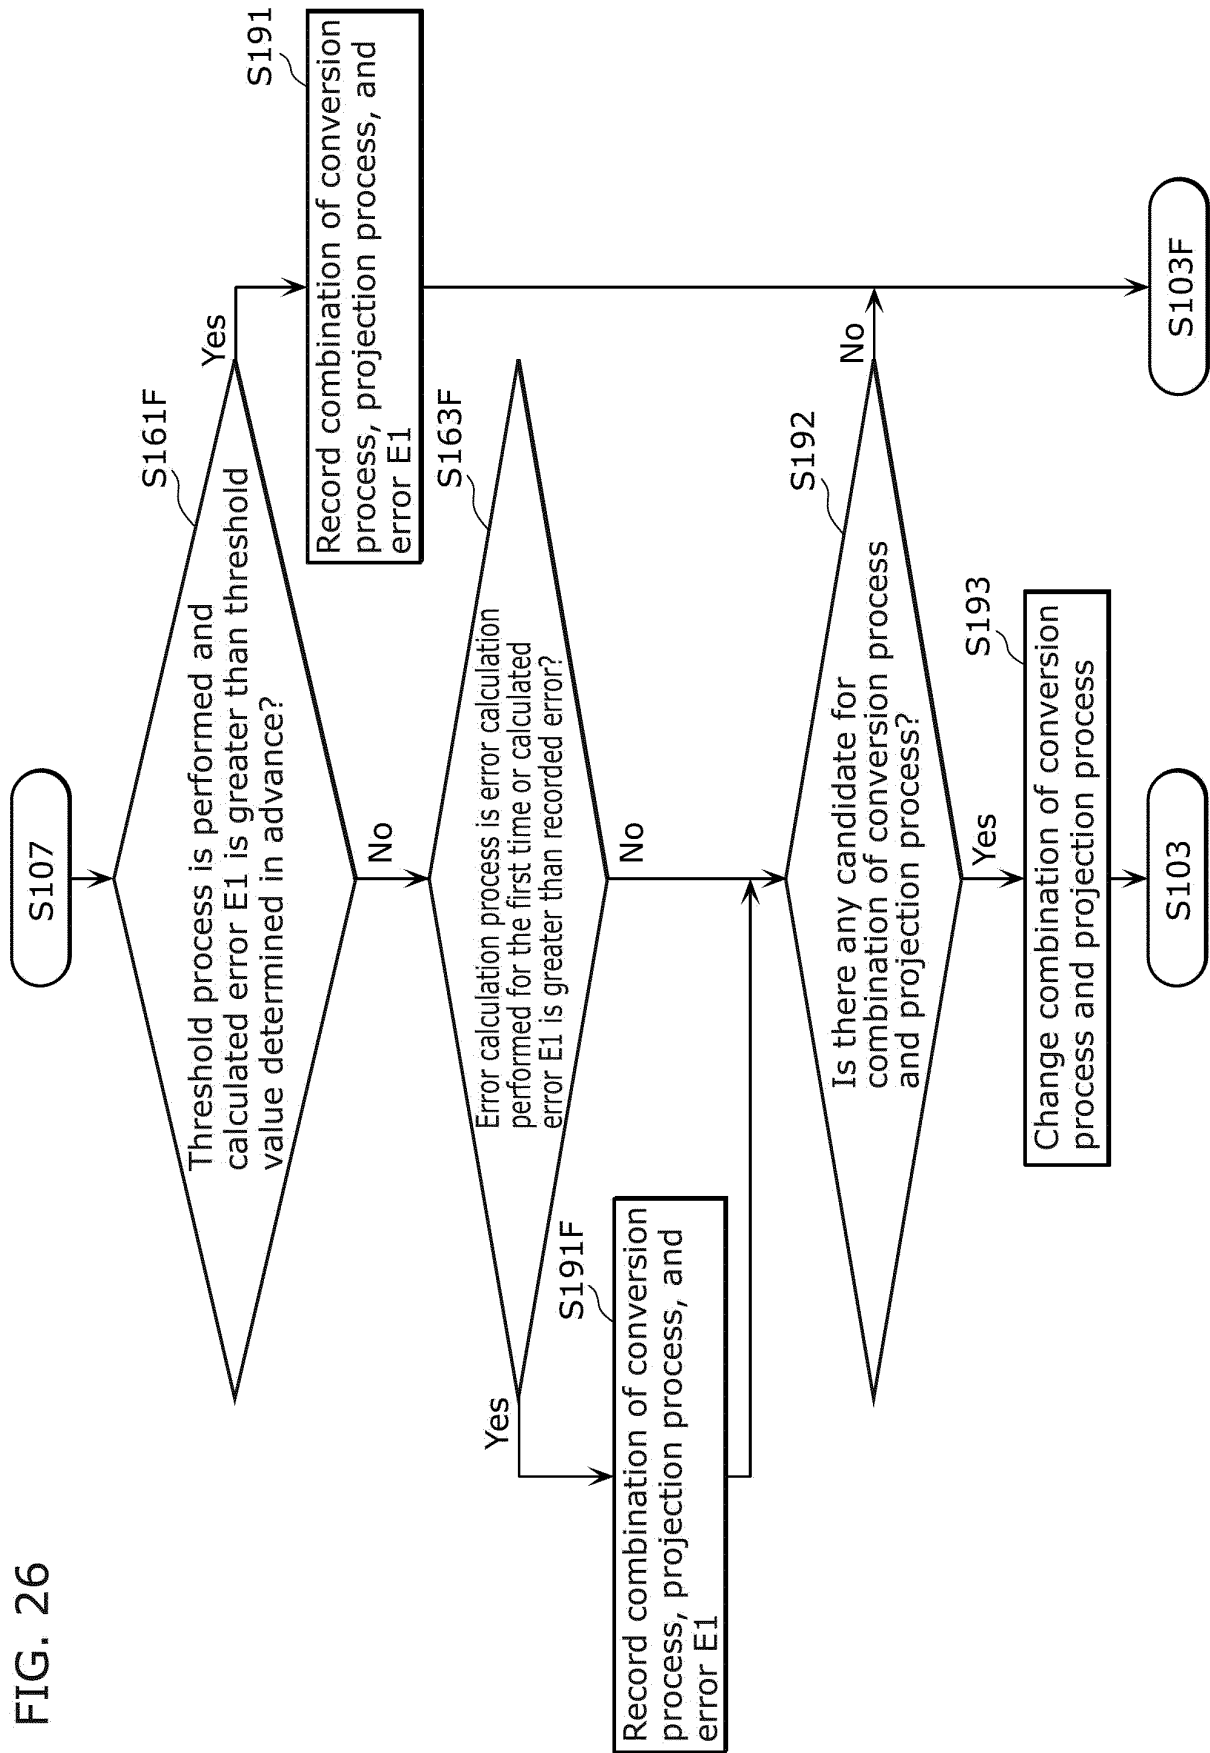 FIG. 26
S107
S161F
Threshold process is performed and
calculated error E1 is greater than threshold
value determined in advance?
Yes
S191
Record combination of conversion
process, projection process, and
error E1
No
S163F
Error calculation process is error calculation
performed for the first time or calculated
error E1 is greater than recorded error?
Yes
S191F
Record combination of conversion
process, projection process, and
error E1
No
S192
Is there any candidate for
combination of conversion process
and projection process?
No
Yes
S193
Change combination of conversion
process and projection process
S103
S103F